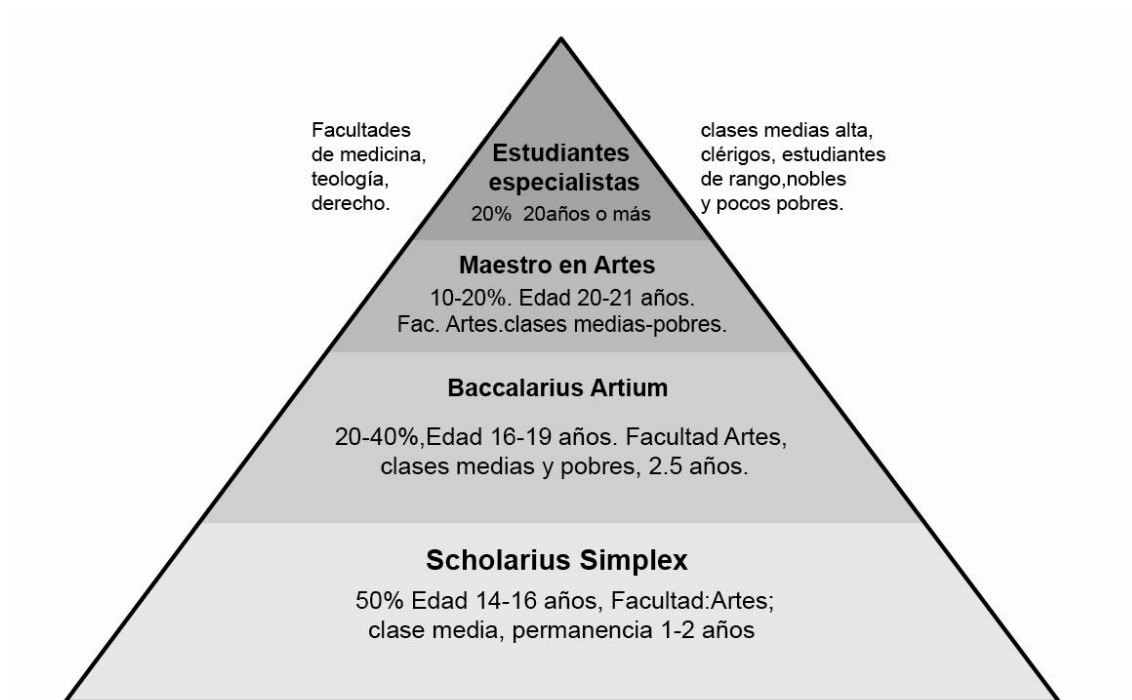 Facultades
de medicina,
teología,
derecho.
Estudiantes
especialistas
20% 20años o más
clases medias alta,
clérigos, estudiantes
de rango,nobles
y pocos pobres.
Maestro en Artes
10-20%. Edad 20-21 años.
Fac. Artes.clases medias-pobres.
Baccalarius Artium
20-40%,Edad 16-19 años. Facultad Artes,
clases medias y pobres, 2.5 años.
Scholarius Simplex
50% Edad 14-16 años, Facultad:Artes;
clase media, permanencia 1-2 años